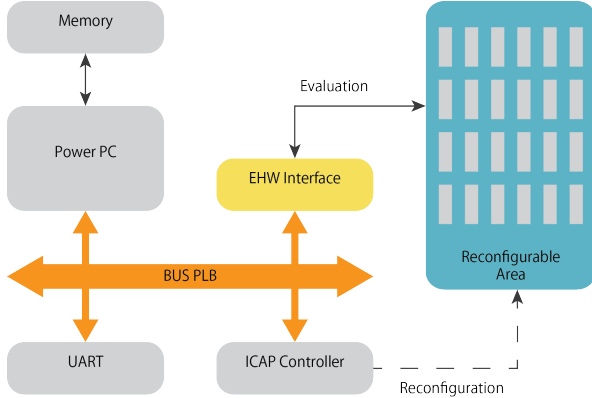 Memory
Evaluation
Power PC
EHW Interface
Reconfigurable
Area
BUS PLB
UART
ICAP Controller
Reconfiguration